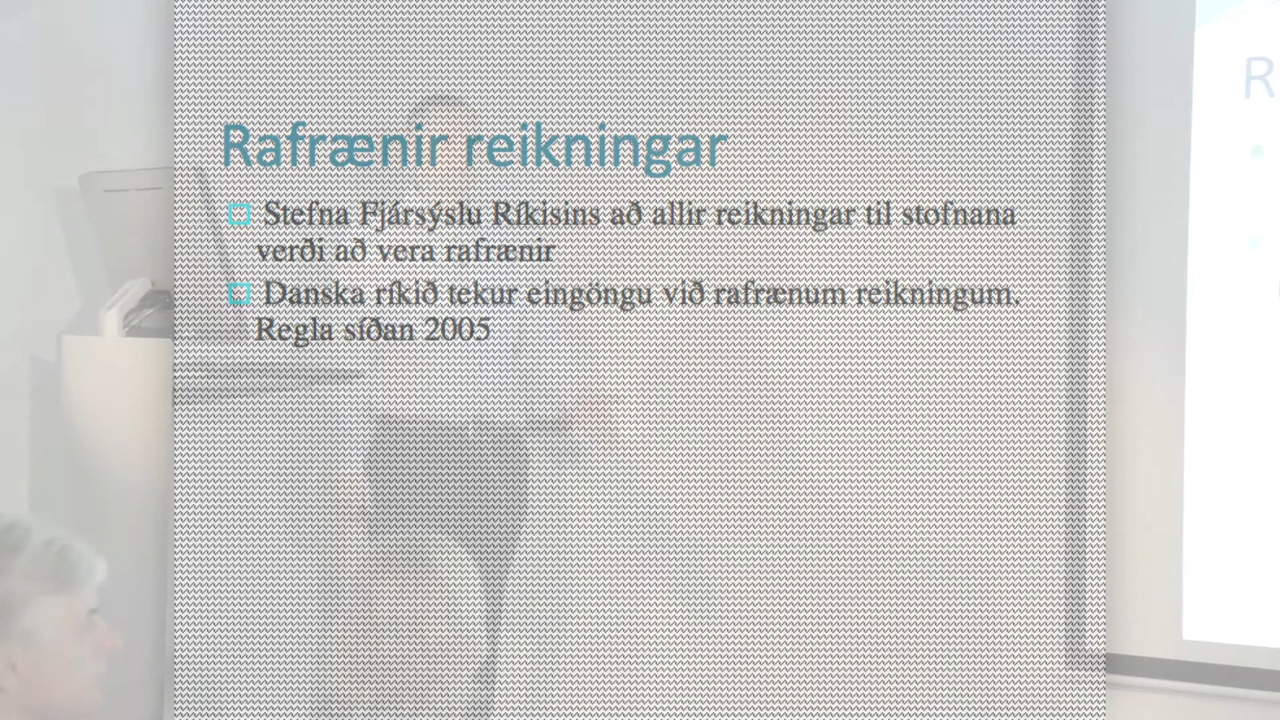 Rafrænir reikningar
Stefna Fjársýslu Ríkisins að allir reikningar til stofnana
verði að vera rafrænir
Danska ríkið tekur eingöngu við rafrænum reikningum.
Regla síðan 2005
R